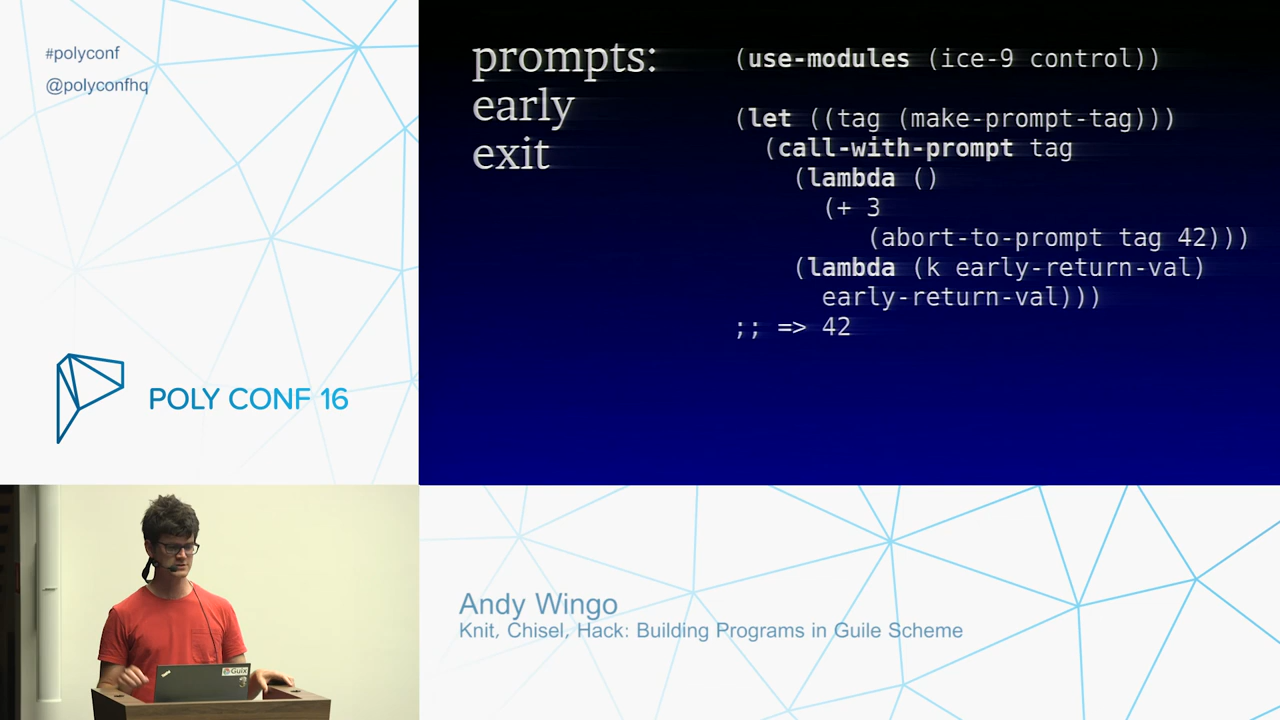 #polyconf
@polyconfhq
POLY CONF 16
prompts:
early
exit
(use-modules (ice-9 control))
(let ((tag (make-prompt-tag)))
  (call-with-prompt tag
    (lambda ()
      (+ 3
         (abort-to-prompt tag 42)))
    (lambda (k early-return-val)
      early-return-val)))
;; => 42
Guix
Andy Wingo
Knit, Chisel, Hack: Building Programs in Guile Scheme